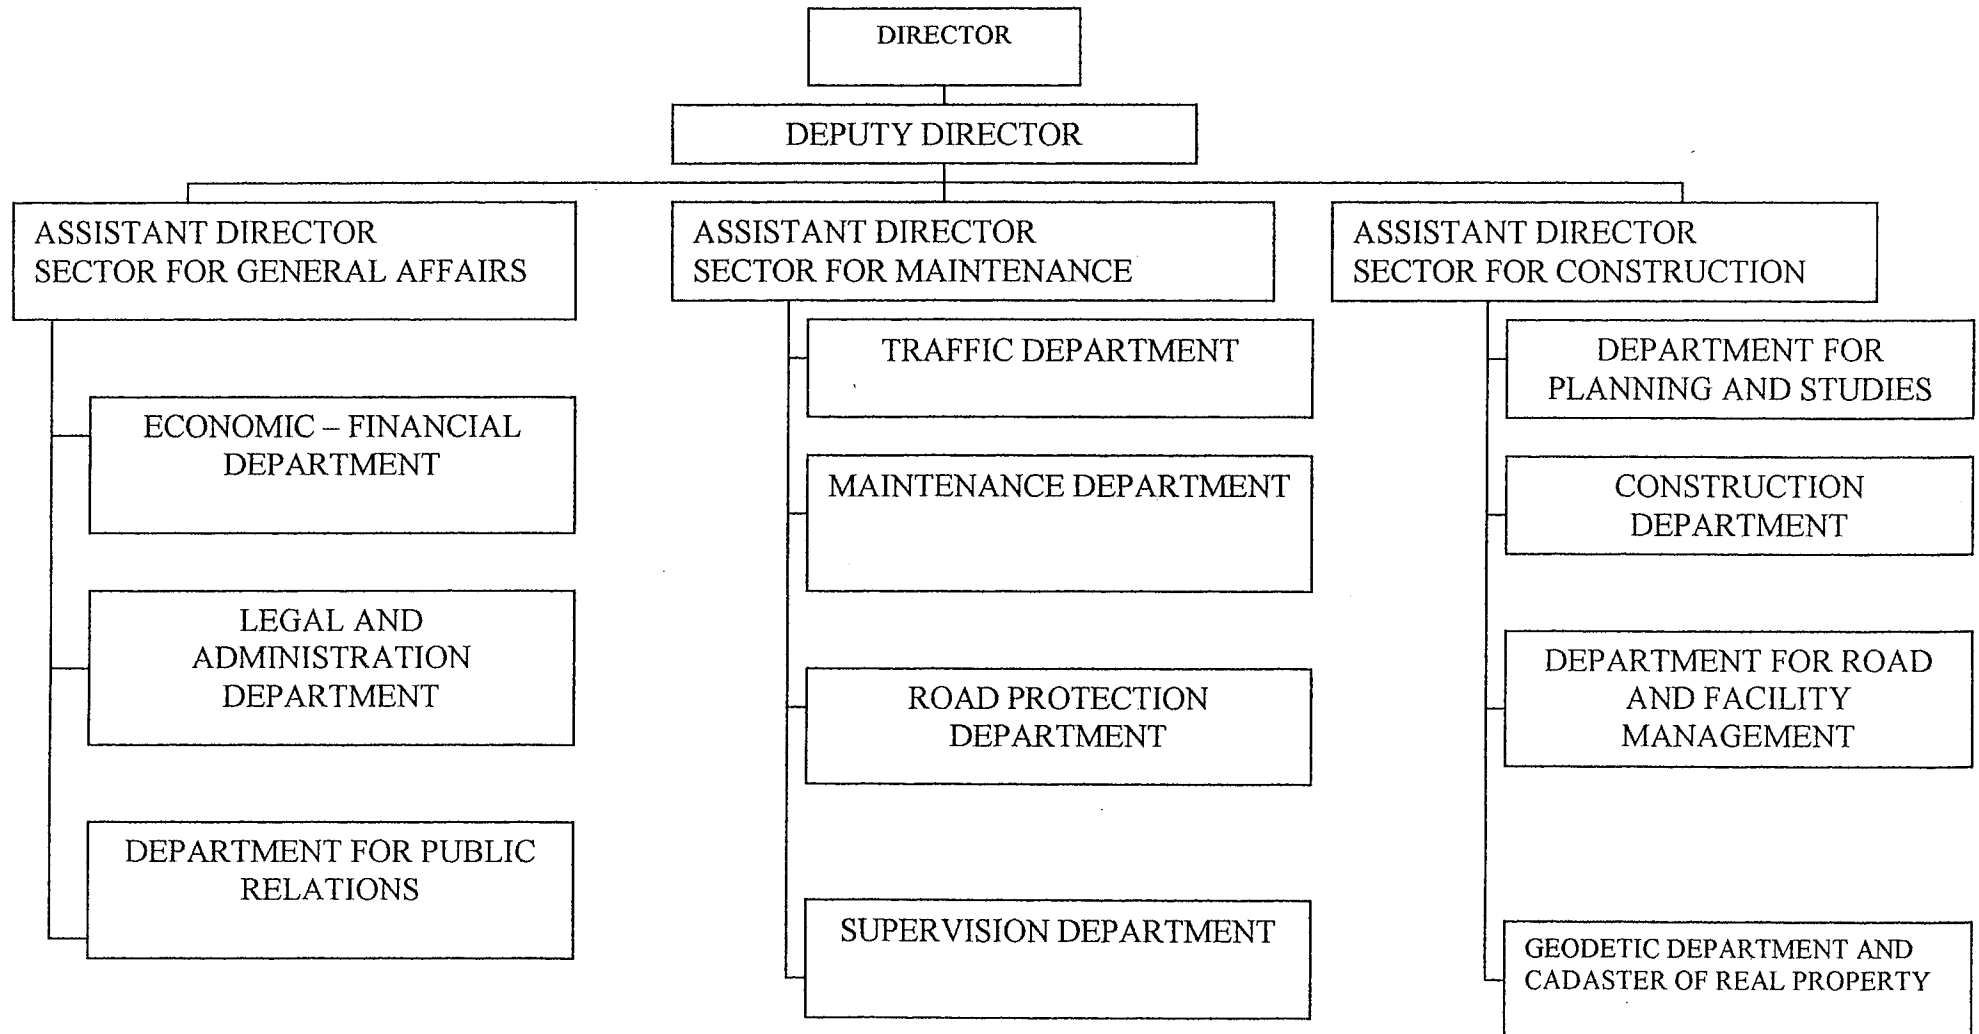 DIRECTOR
DEPUTY DIRECTOR
ASSISTANT DIRECTOR
SECTOR FOR GENERAL AFFAIRS
ECONOMIC – FINANCIAL
DEPARTMENT
LEGAL AND
ADMINISTRATION
DEPARTMENT
DEPARTMENT FOR PUBLIC
RELATIONS
ASSISTANT DIRECTOR
SECTOR FOR MAINTENANCE
TRAFFIC DEPARTMENT
MAINTENANCE DEPARTMENT
ROAD PROTECTION
DEPARTMENT
SUPERVISION DEPARTMENT
ASSISTANT DIRECTOR
SECTOR FOR CONSTRUCTION
DEPARTMENT FOR
PLANNING AND STUDIES
CONSTRUCTION
DEPARTMENT
DEPARTMENT FOR ROAD
AND FACILITY
MANAGEMENT
GEODETIC DEPARTMENT AND
CADASTER OF REAL PROPERTY